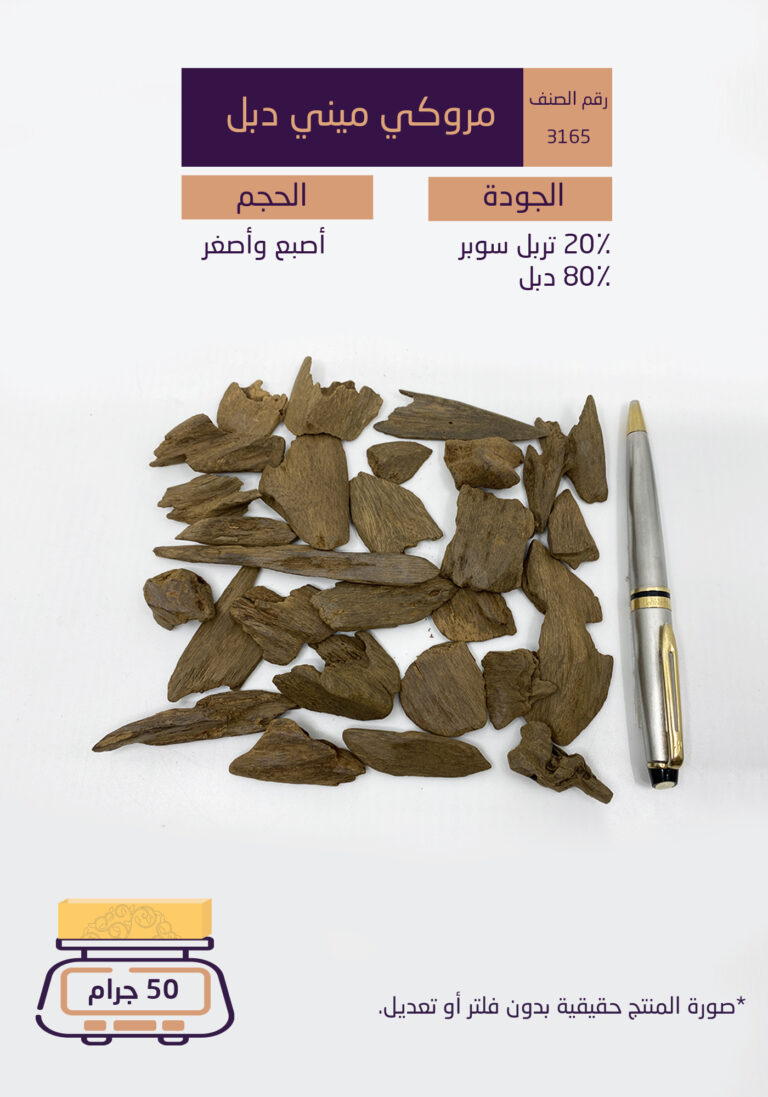 رقم الصنف
3165
مروكي ميني دبل
الجودة
20٪ تربل سوبر
80٪ دبل
الحجم
أصبع وأصغر
50 جرام
*صورة المنتج حقيقية بدون فلتر أو تعديل.